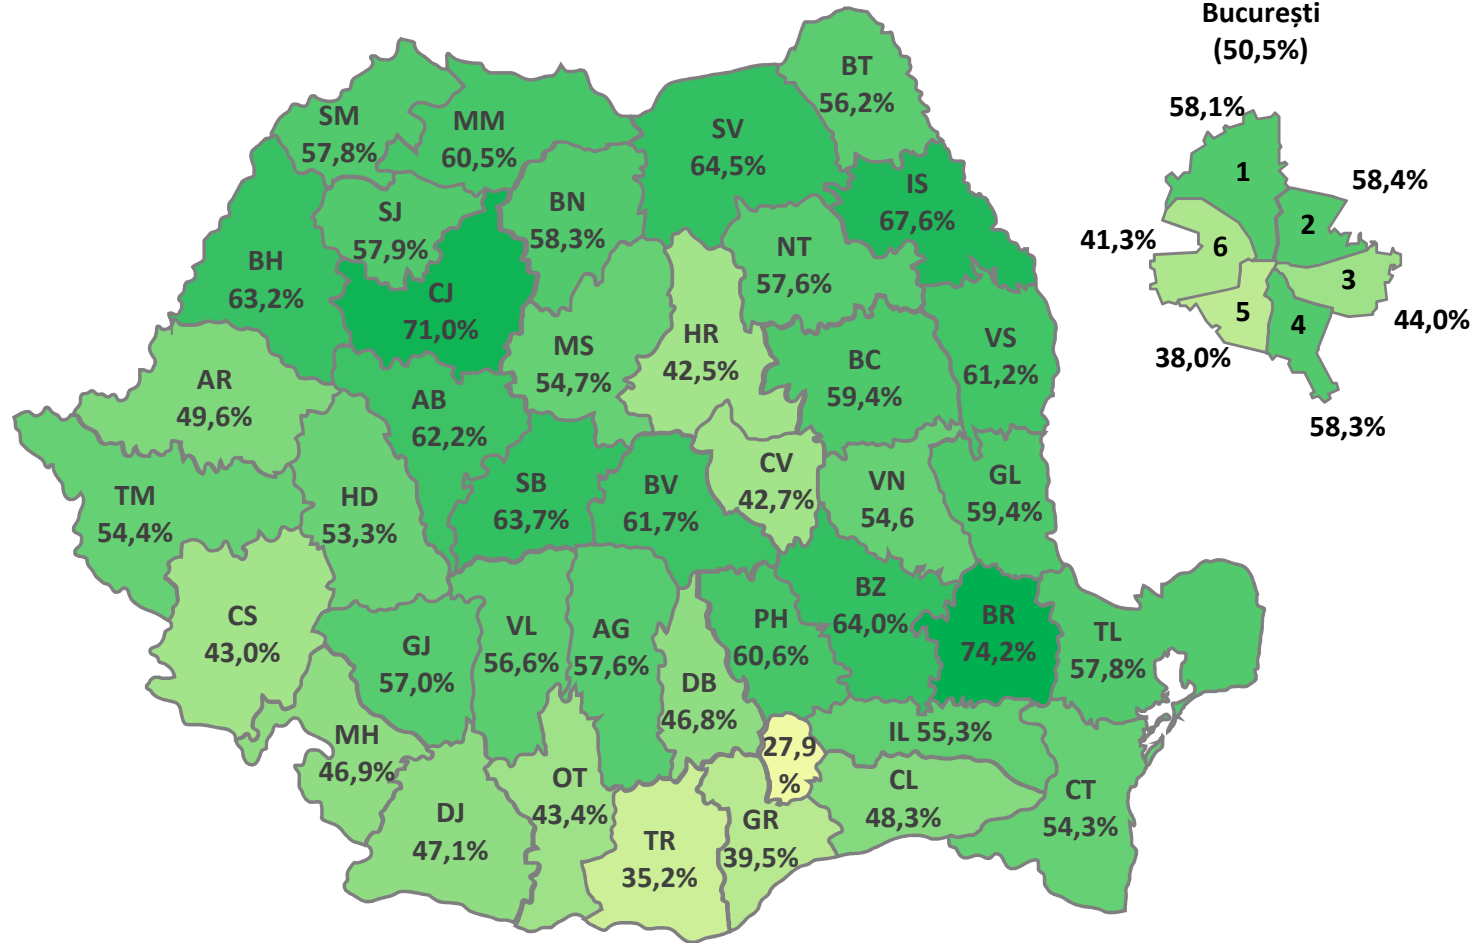 București
(50,5%)
BT
56,2%
58,1%
SM
57,8%
MM
60,5%
SV
64,5%
1
58,4%
IS
67,6%
BN
58,3%
SJ
57,9%
2
41,3%
6
NT
57,6%
BH
63,2%
CJ
71,0%
3
44,0%
5
4
38,0%
HR
42,5%
MS
54,7%
BC
59,4%
VS
61,2%
AR
49,6%
AB
62,2%
58,3%
CV
42,7%
SB
63,7%
BV
61,7%
VN
54,6
GL
59,4%
TM
54,4%
HD
53,3%
BZ
64,0%
CS
43,0%
GJ
57,0%
VL
56,6%
AG
57,6%
PH
60,6%
BR
74,2%
TL
57,8%
DB
46,8%
MH
46,9%
IL 55,3%
27,9
%
OT
43,4%
CL
48,3%
CT
54,3%
DJ
47,1%
TR
35,2%
GR
39,5%